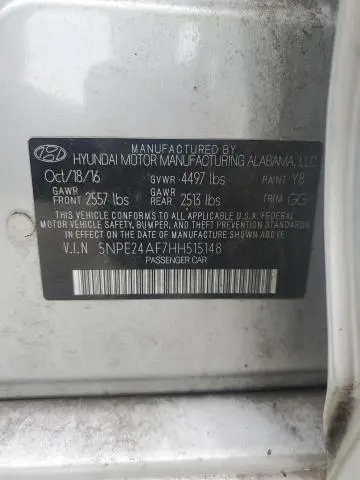 MANUFACTURED BY
HYUNDAI MOTOR MANUFACTURING ALABAMA, LLC
Oct/18/16 GVWR 4497 lbs PAINT Y8
GAWR FRONT 2557 lbs GAWR REAR 2513 lbs TRIM GG
THIS VEHICLE CONFORMS TO ALL APPLICABLE U.S.A. FEDERAL
MOTOR VEHICLE SAFETY, BUMPER, AND THEFT PREVENTION
STANDARDS IN EFFECT ON THE DATE OF MANUFACTURE SHOWN ABOVE.
V.I.N 5NPE24AF7HH515148
PASSENGER CAR